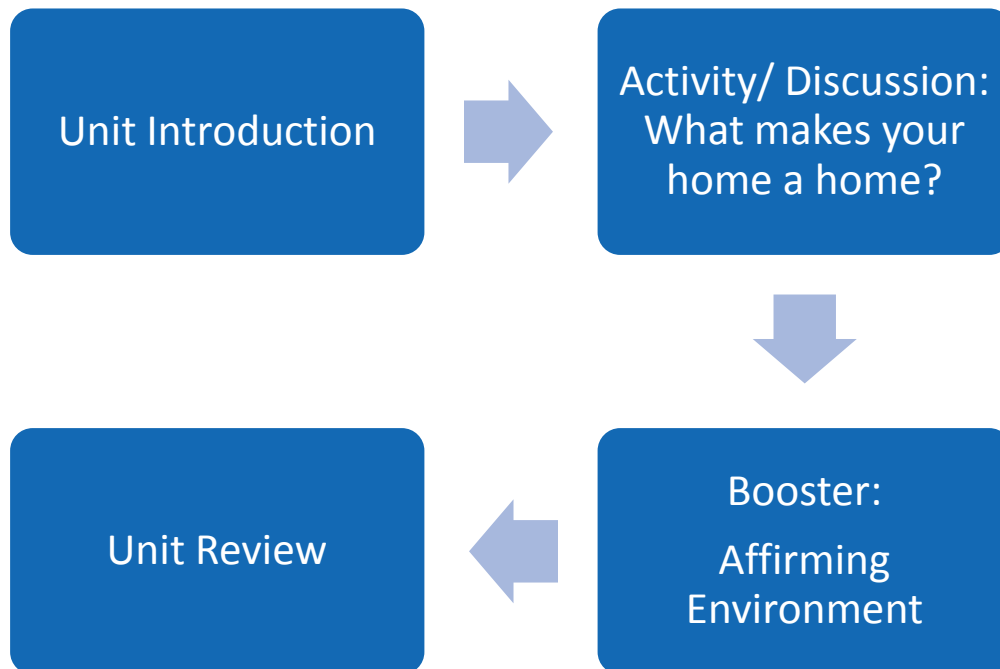 Unit Introduction
Activity/ Discussion:
What makes your
home a home?
Booster:
Affirming
Environment
Unit Review